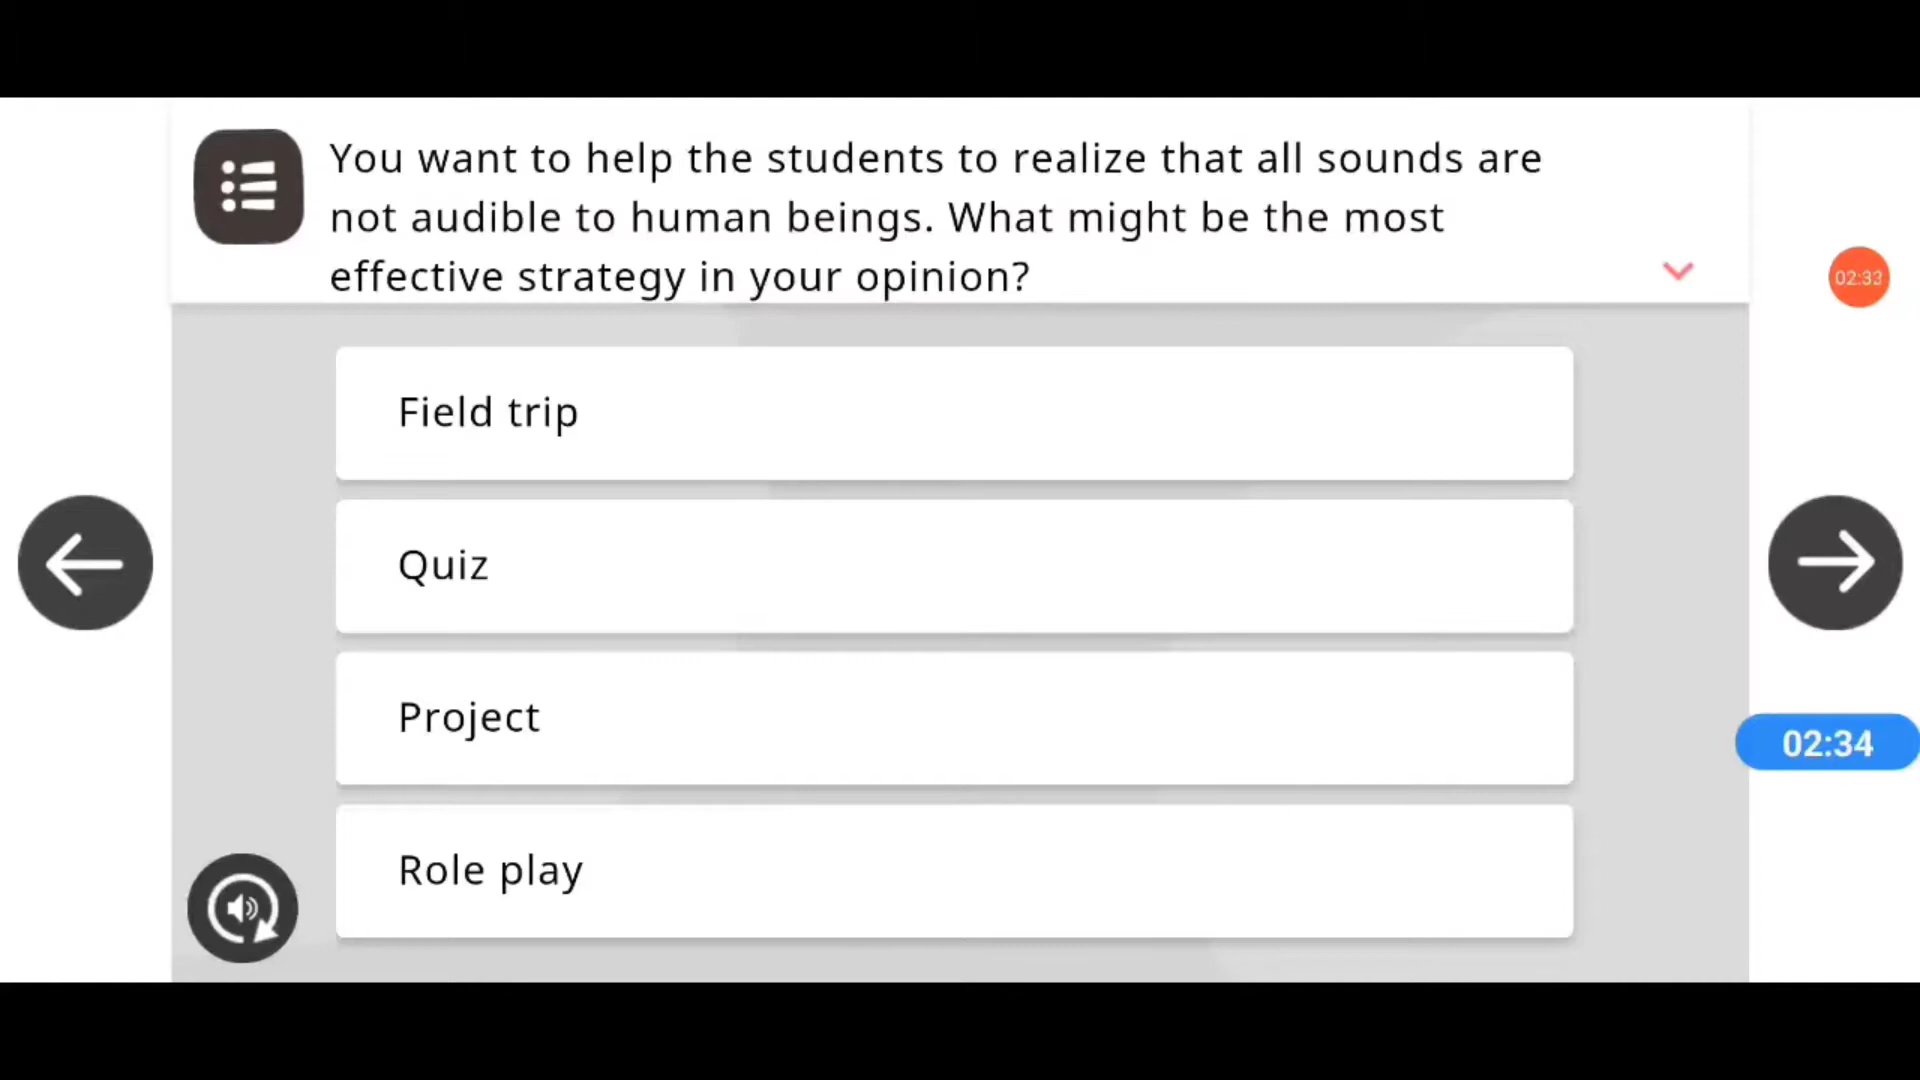 You want to help the students to realize that all sounds are
not audible to human beings. What might be the most
effective strategy in your opinion?
02:33
Field trip
Quiz
Project
02:34
Role play